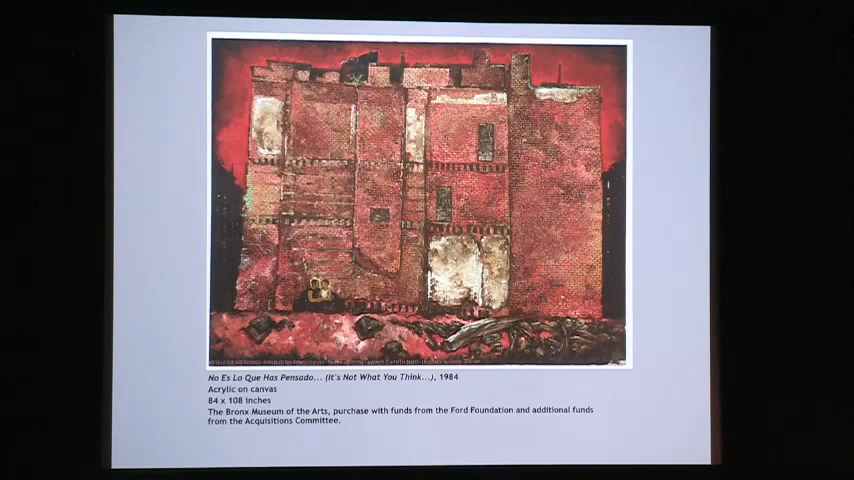 No Es Lo Que Has Pensado... (It's Not What You Think...), 1984
Acrylic on canvas
84 x 108 inches
The Bronx Museum of the Arts, purchase with funds from the Ford Foundation and additional funds
from the Acquisitions Committee.